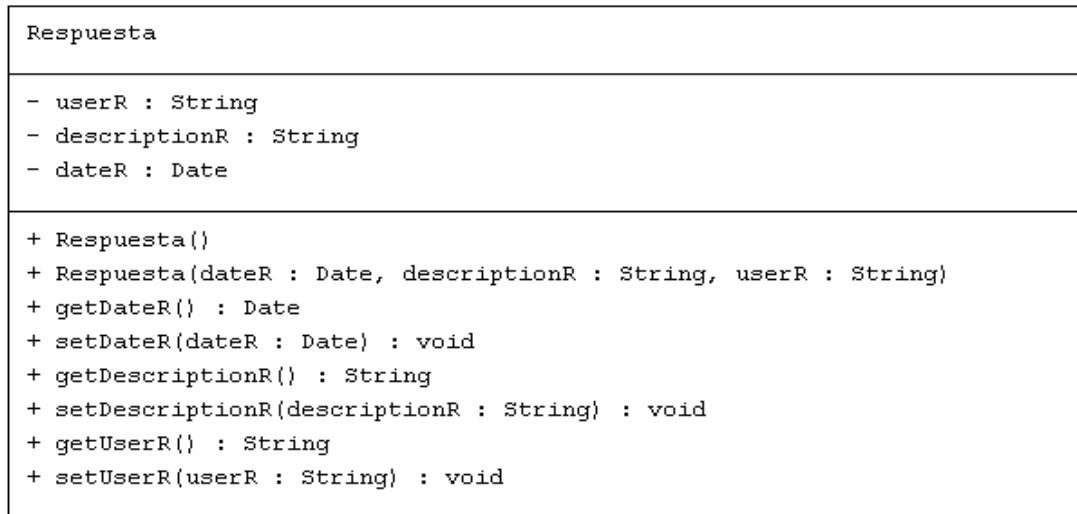 Respuesta
- userR : String
- descriptionR : String
- dateR : Date
+ Respuesta()
+ Respuesta(dateR : Date, descriptionR : String, userR : String)
+ getDateR() : Date
+ setDateR(dateR : Date) : void
+ getDescriptionR() : String
+ setDescriptionR(descriptionR : String) : void
+ getUserR() : String
+ setUserR(userR : String) : void